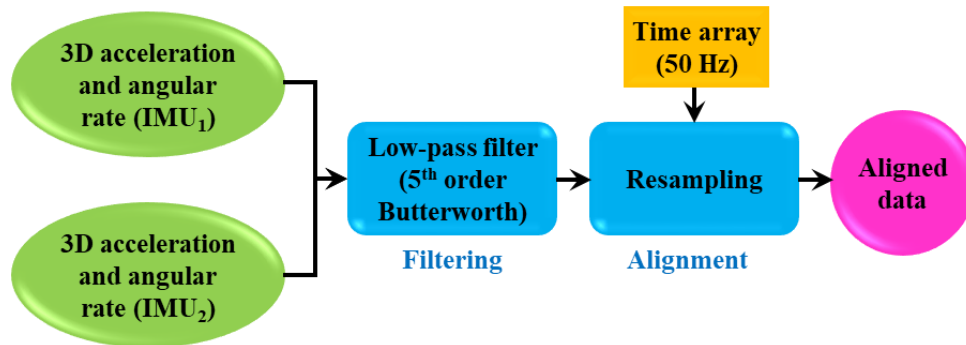 3D acceleration
and angular
rate (IMU₁)
Time array
(50 Hz)
Low-pass filter
(5ᵗʰ order
Butterworth)
Resampling
Aligned
data
Filtering
Alignment
3D acceleration
and angular
rate (IMU₂)